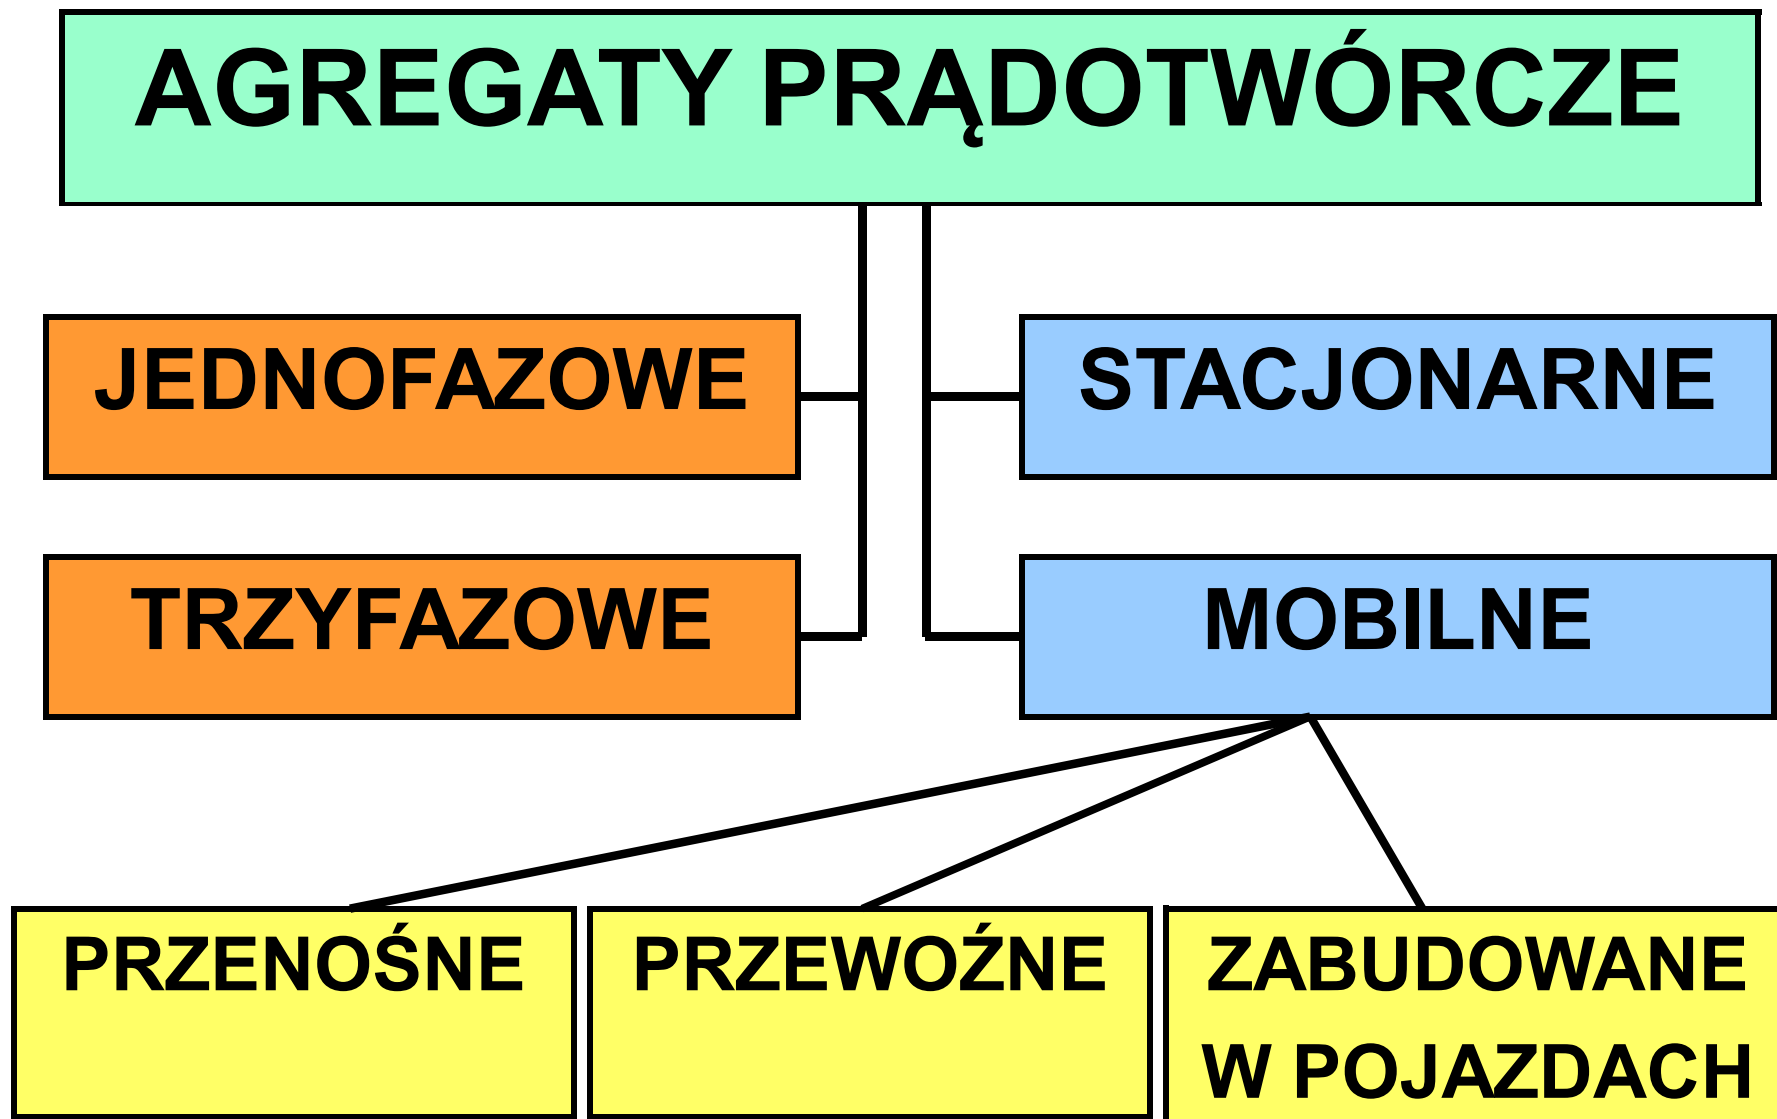 AGREGATY PRĄDOTWÓRCZE
JEDNOFAZOWE
STACJONARNE
TRZYFAZOWE
MOBILNE
PRZENOŚNE
PRZEWOŹNE
ZABUDOWANE
W POJAZDACH